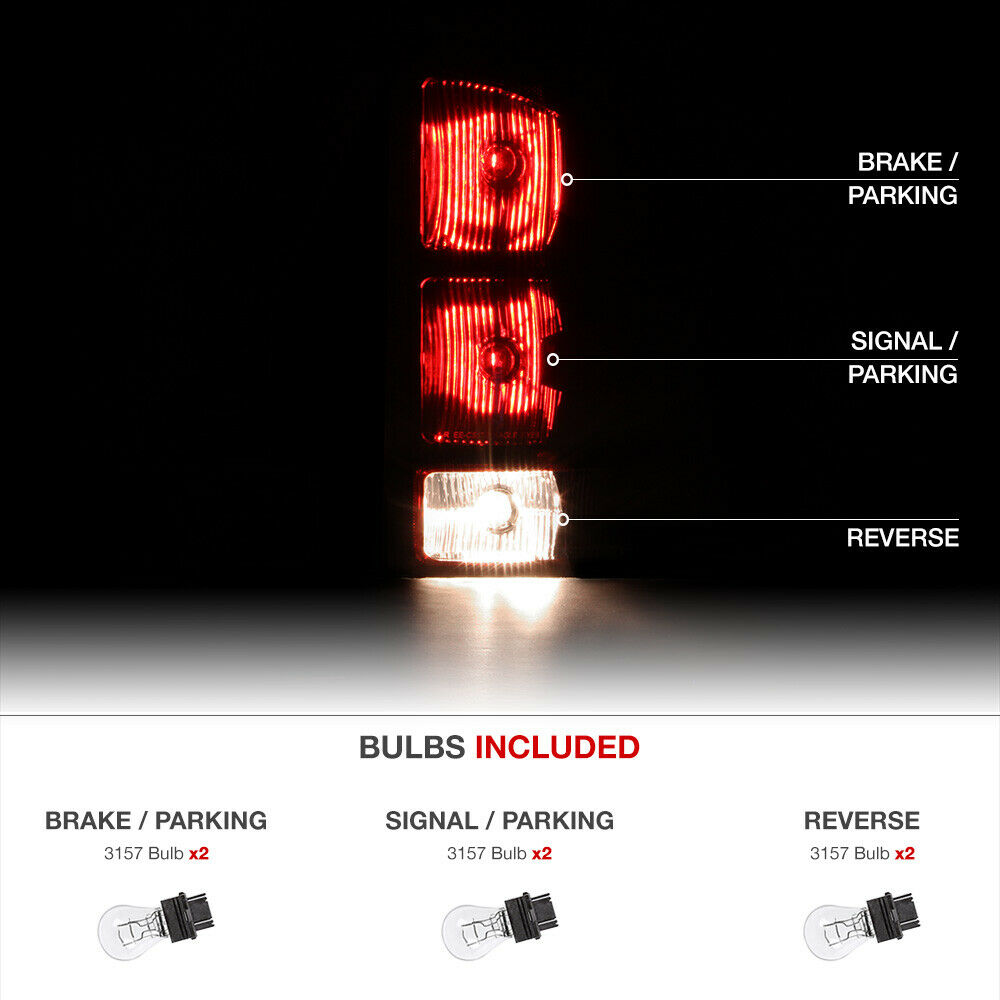 BRAKE /
PARKING
SIGNAL /
PARKING
REVERSE
BULBS INCLUDED
BRAKE / PARKING
3157 Bulb x2
SIGNAL / PARKING
3157 Bulb x2
REVERSE
3157 Bulb x2